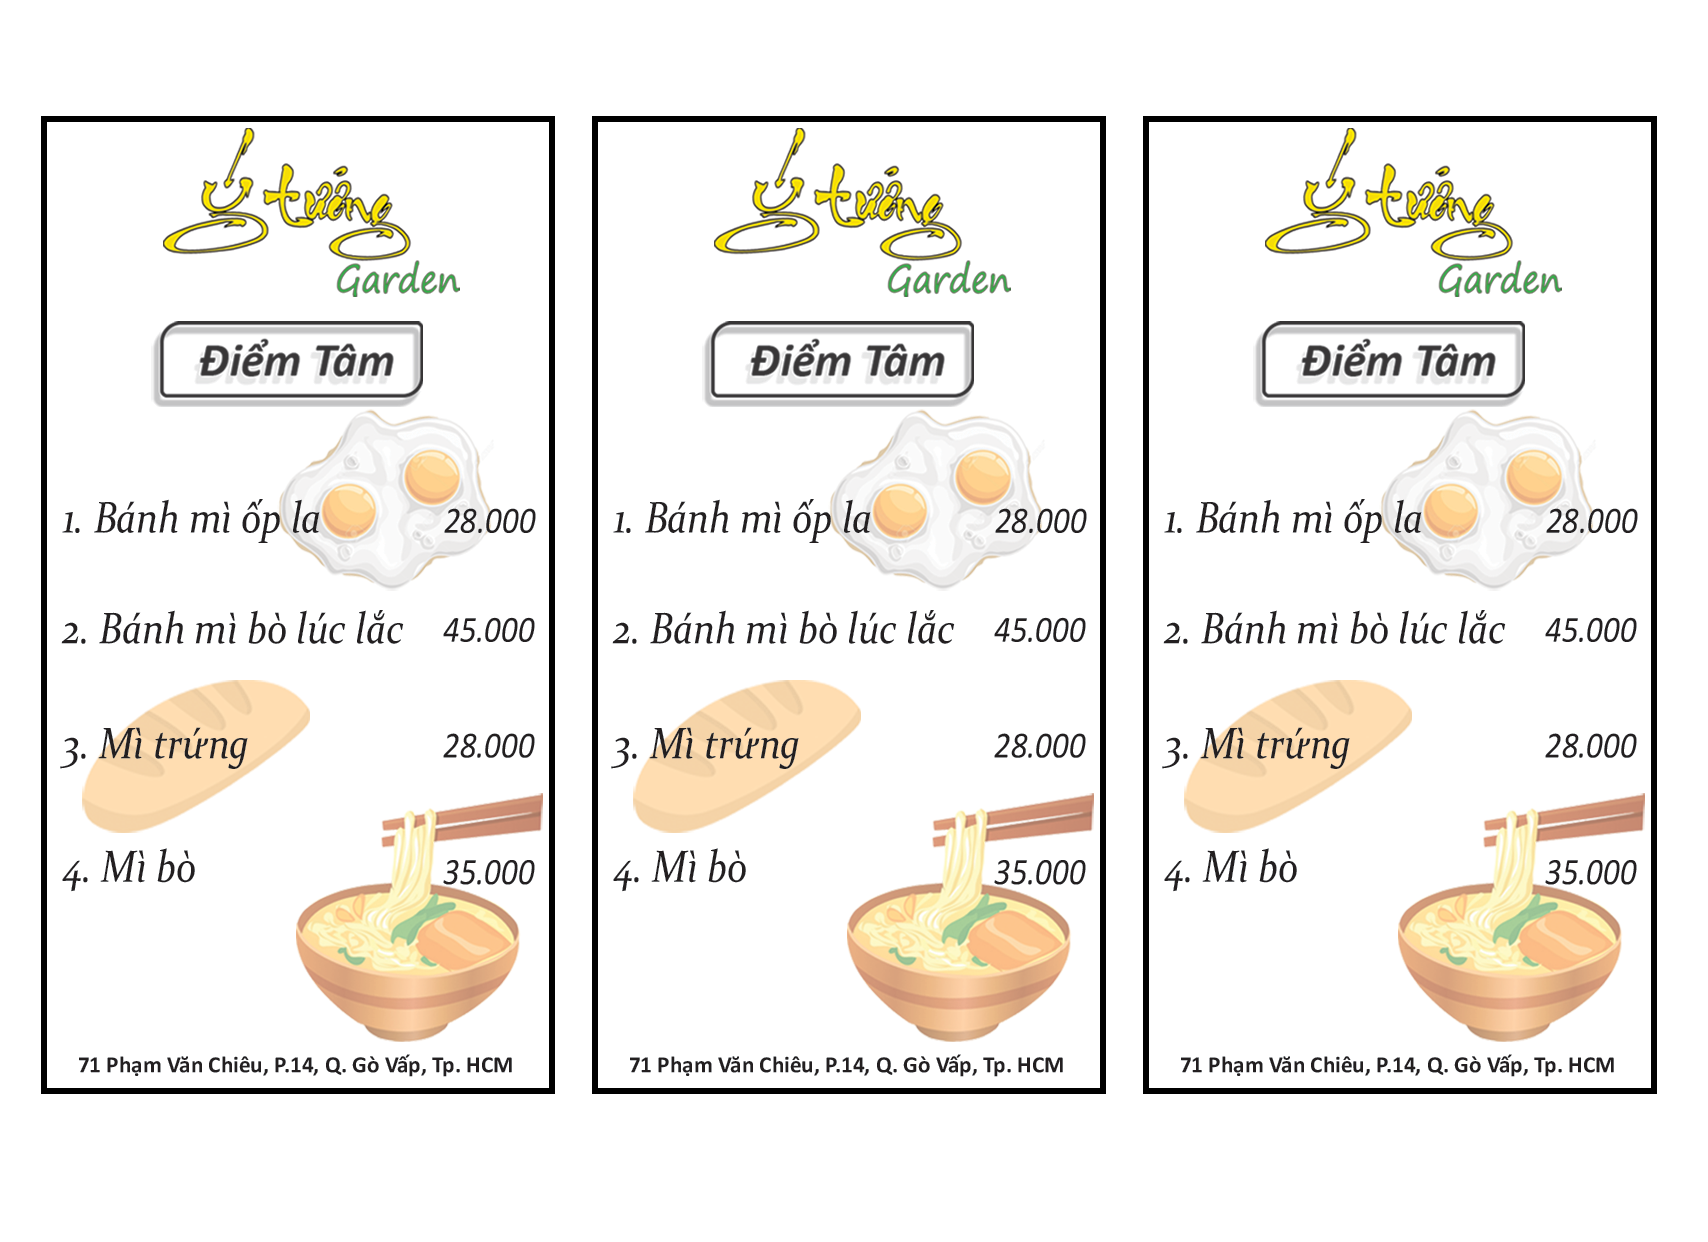 Ý tưởng
Garden
Điểm Tâm
1. Bánh mì ốp la 28.000
2. Bánh mì bò lúc lắc 45.000
3. Mì trứng 28.000
4. Mì bò 35.000
71 Phạm Văn Chiêu, P.14, Q. Gò Vấp, Tp. HCM
Ý tưởng
Garden
Điểm Tâm
1. Bánh mì ốp la 28.000
2. Bánh mì bò lúc lắc 45.000
3. Mì trứng 28.000
4. Mì bò 35.000
71 Phạm Văn Chiêu, P.14, Q. Gò Vấp, Tp. HCM
Ý tưởng
Garden
Điểm Tâm
1. Bánh mì ốp la 28.000
2. Bánh mì bò lúc lắc 45.000
3. Mì trứng 28.000
4. Mì bò 35.000
71 Phạm Văn Chiêu, P.14, Q. Gò Vấp, Tp. HCM